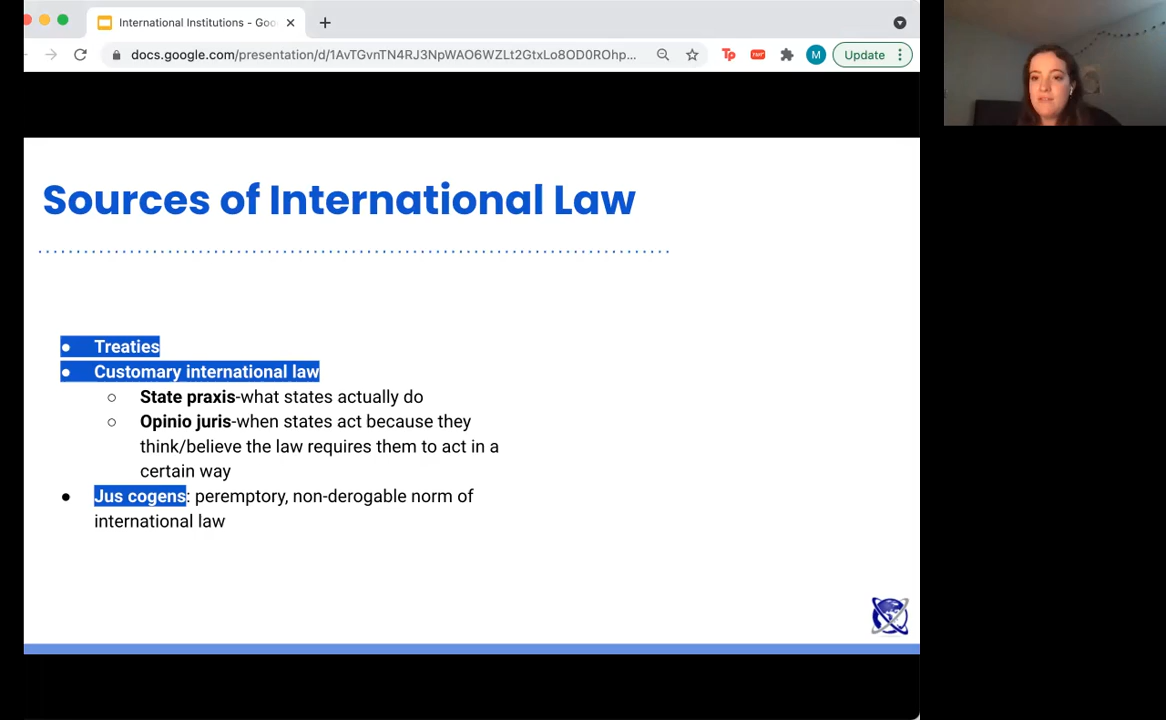 International Institutions - Goo
docs.google.com/presentation/d/1AvTGvnTN4RJ3NpWAO6WZLt2GtxLo8OD0ROhp...
Tp
M
Update
Sources of International Law
● Treaties
● Customary international law
○ State praxis-what states actually do
○ Opinio juris-when states act because they
think/believe the law requires them to act in a
certain way
● Jus cogens: peremptory, non-derogable norm of
international law